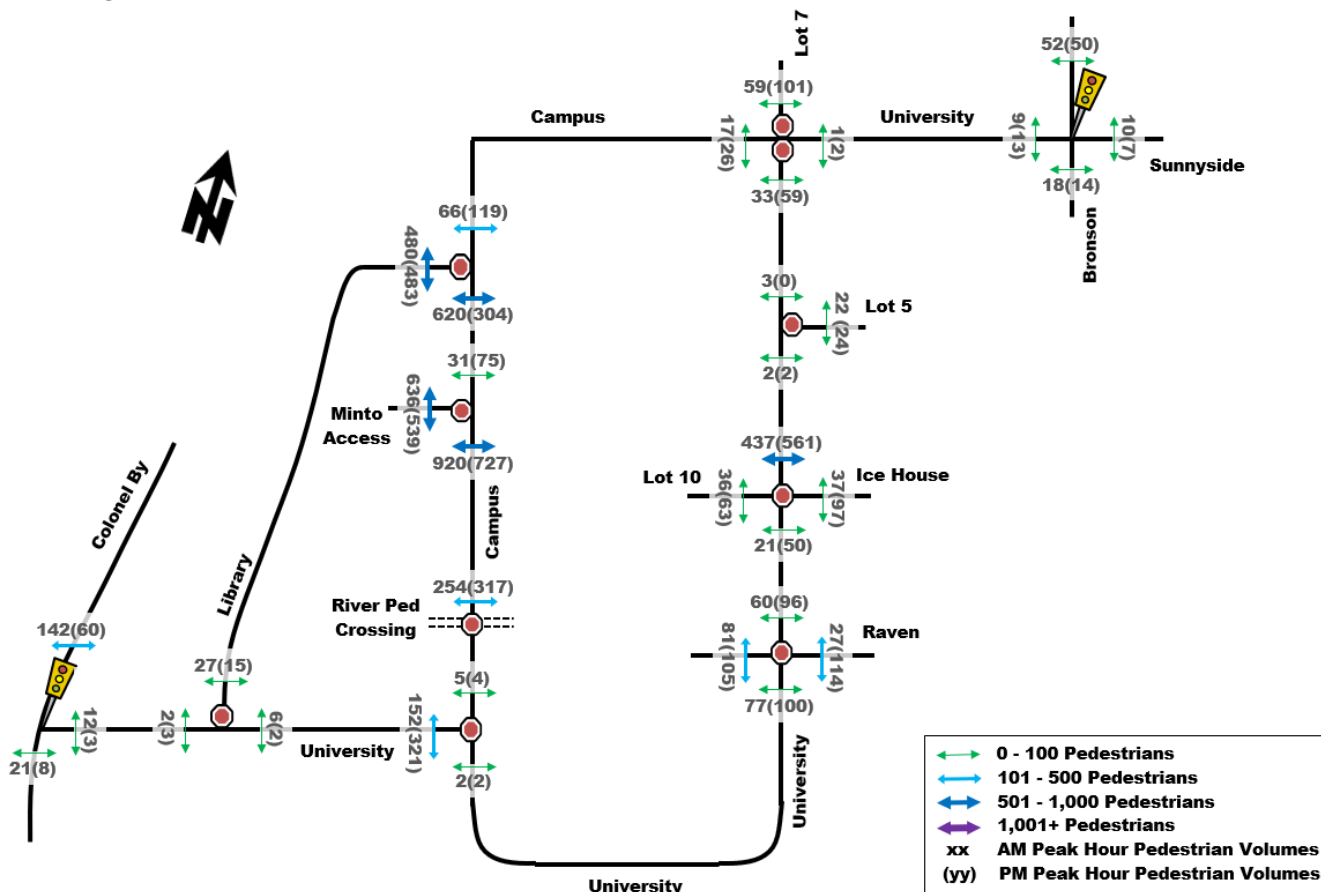 Lot 7
52(50)
59(101)
Campus
17(26)
1(2)
University
9(13)
10(7)
Sunnyside
33(59)
18(14)
Bronson
66(119)
480(483)
620(304)
3(0)
22
(24)
Lot 5
31(75)
2(2)
Minto
Access
636(539)
920(727)
437(561)
Colonel By
Lot 10
36(63)
37(97)
Ice House
Campus
21(50)
Library
254(317)
River Ped
Crossing
60(96)
81(105)
27(114)
Raven
142(60)
27(15)
5(4)
77(100)
12(3)
2(3)
6(2)
University
152(321)
21(8)
2(2)
University
University
0 - 100 Pedestrians
101 - 500 Pedestrians
501 - 1,000 Pedestrians
1,001+ Pedestrians
xx AM Peak Hour Pedestrian Volumes
(yy) PM Peak Hour Pedestrian Volumes